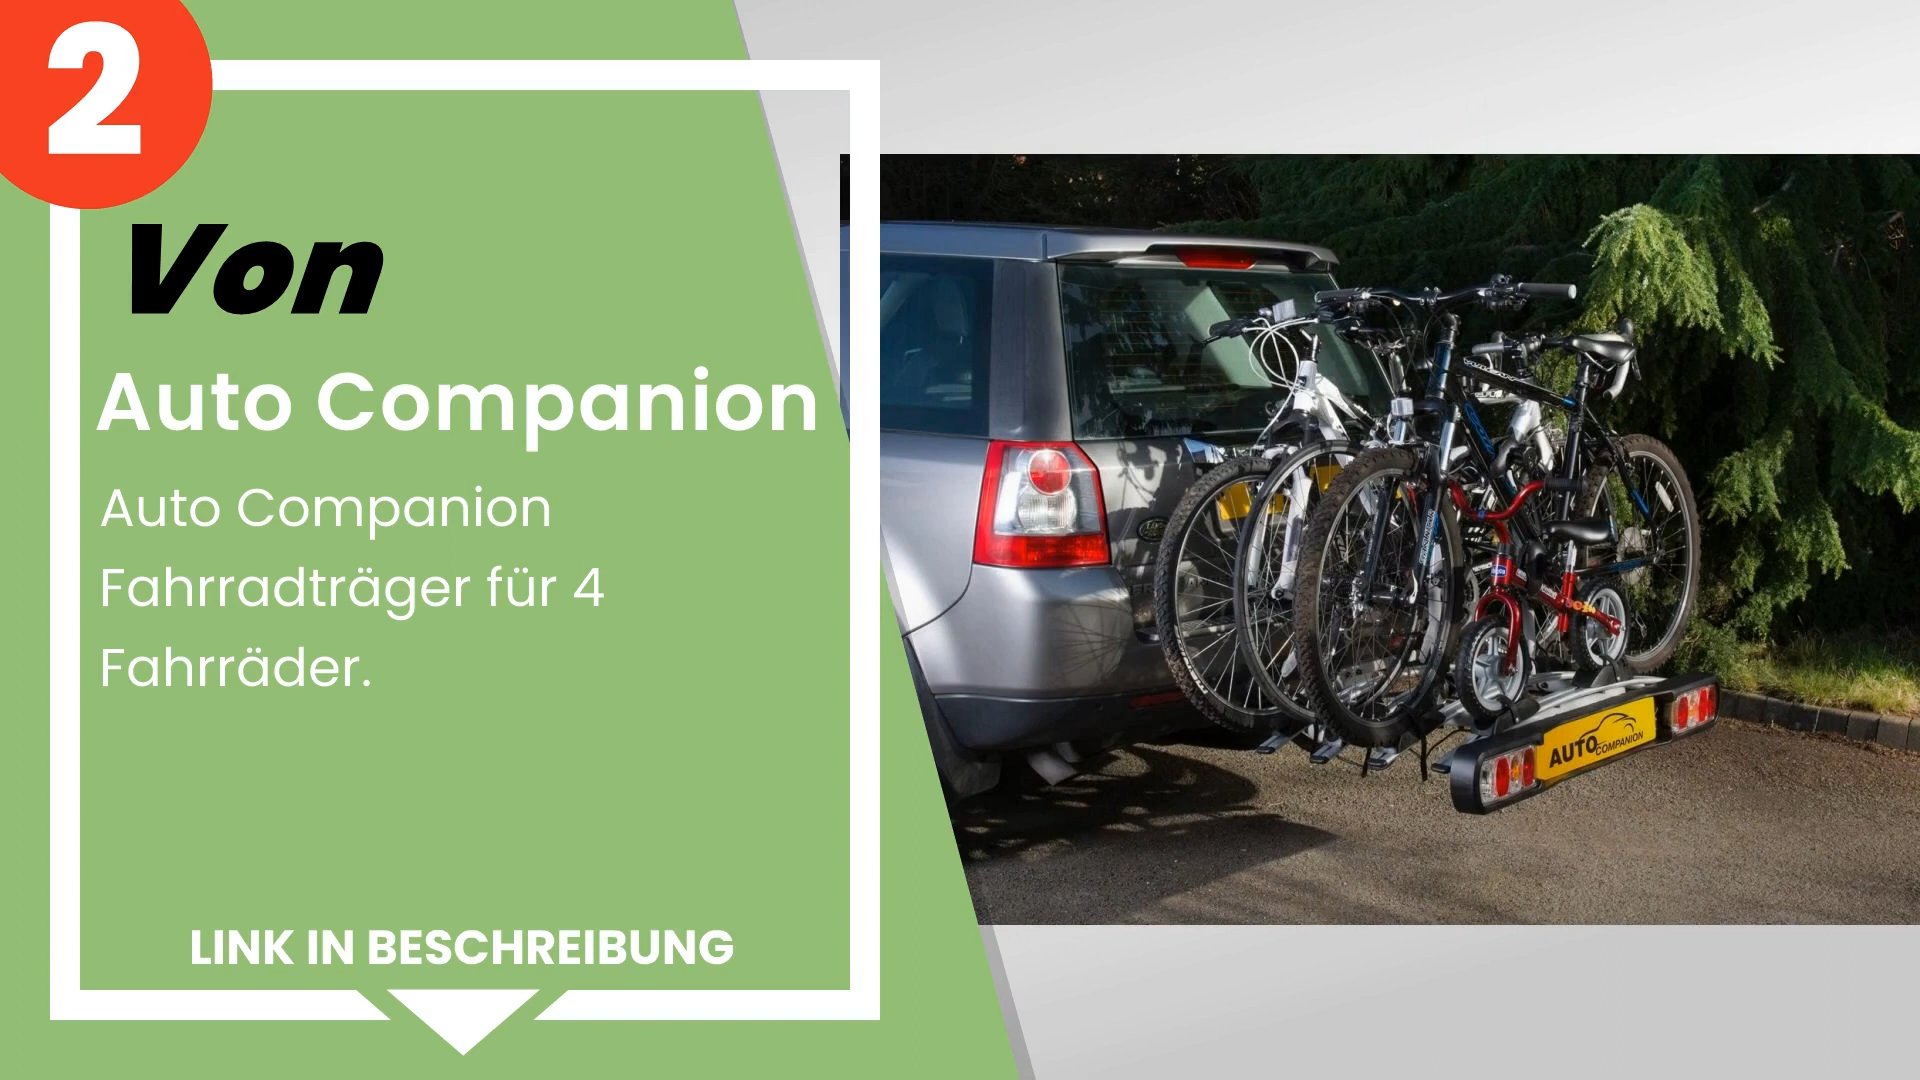 2
Von
Auto Companion
Auto Companion
Fahrradträger für 4
Fahrräder.
LINK IN BESCHREIBUNG
AUTO COMPANION